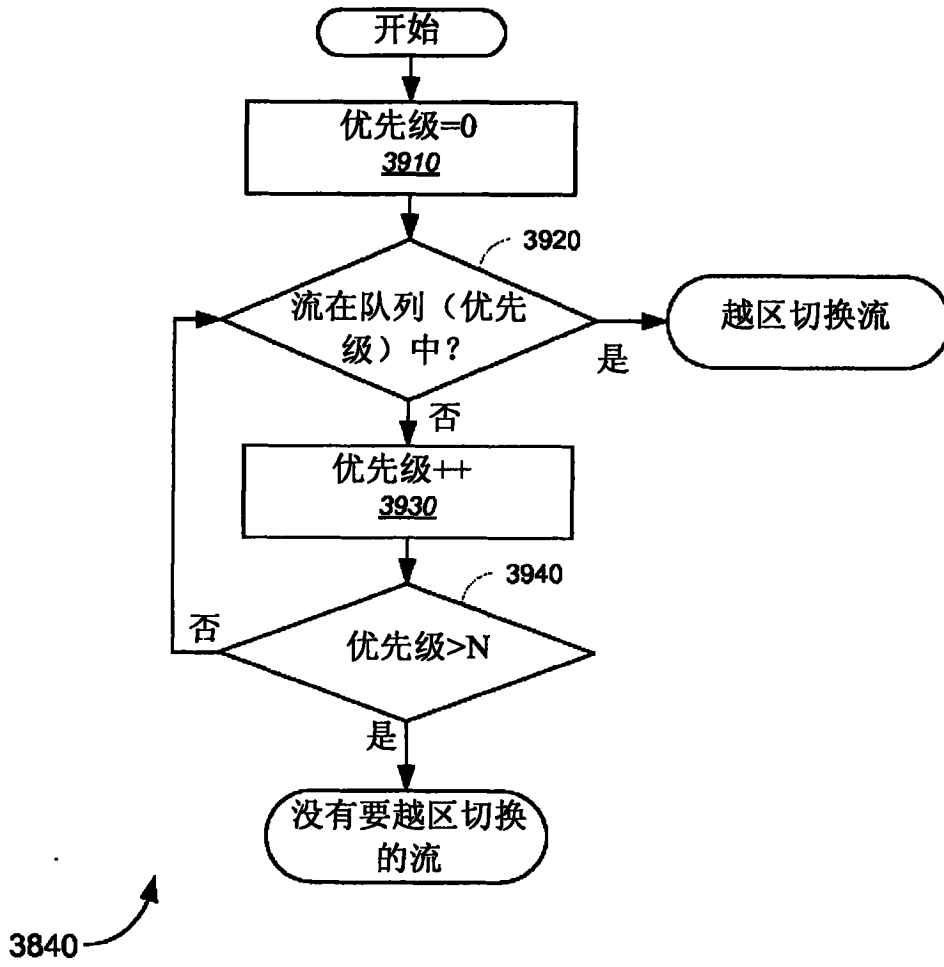 开始
优先级=0
3910
3920
流在队列（优先
级）中？
是
越区切换流
否
优先级++
3930
3940
优先级>N
否
是
没有要越区切换
的流
3840